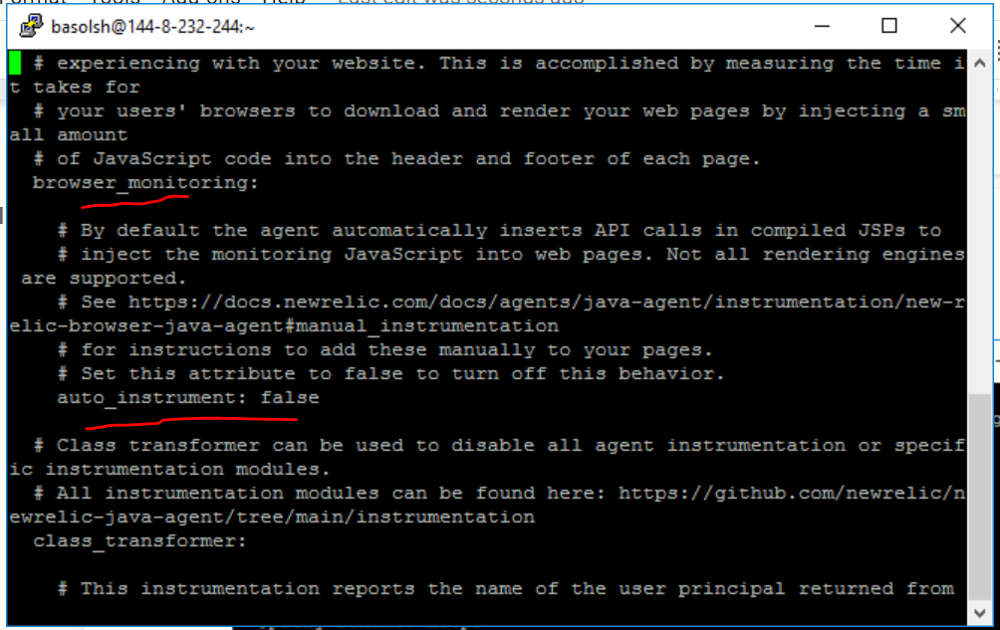 basolsh@144-8-232-244:~
# experiencing with your website. This is accomplished by measuring the time i
t takes for
# your users' browsers to download and render your web pages by injecting a sm
all amount
# of JavaScript code into the header and footer of each page.
browser_monitoring:
# By default the agent automatically inserts API calls in compiled JSPs to
# inject the monitoring JavaScript into web pages. Not all rendering engines
are supported.
# See https://docs.newrelic.com/docs/agents/java-agent/instrumentation/new-r
elic-browser-java-agent#manual_instrumentation
# for instructions to add these manually to your pages.
# Set this attribute to false to turn off this behavior.
auto_instrument: false
# Class transformer can be used to disable all agent instrumentation or specif
ic instrumentation modules.
# All instrumentation modules can be found here: https://github.com/newrelic/n
ewrelic-java-agent/tree/main/instrumentation
class_transformer:
# This instrumentation reports the name of the user principal returned from